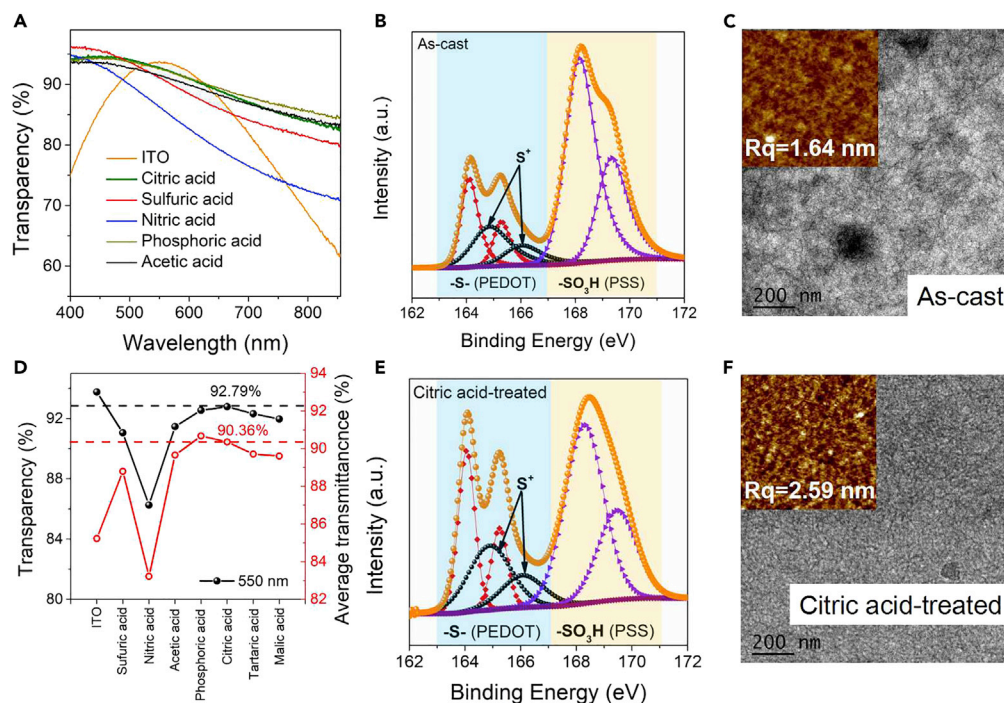 A
Transparency (%)
90
80
70
60
ITO
Citric acid
Sulfuric acid
Nitric acid
Phosphoric acid
Acetic acid
400 500 600 700 800
Wavelength (nm)
B
As-cast
Intensity (a.u.)
S+
-S- (PEDOT)
-SO3H (PSS)
162 164 166 168 170 172
Binding Energy (eV)
C
Rq=1.64 nm
200 nm
As-cast
D
Transparency (%)
92
88
84
80
92.79%
90.36%
550 nm
94
92
90
88
86
84
82
Average transmittancnce (%)
ITO
Sufuric acid
Nitric acid
Acetic acid
Phosphoric acid
Citric acid
Tartaric acid
Malic acid
E
Citric acid-treated
Intensity (a.u.)
S+
-S- (PEDOT)
-SO3H (PSS)
162 164 166 168 170 172
Binding Energy (eV)
F
Rq=2.59 nm
200 nm
Citric acid-treated